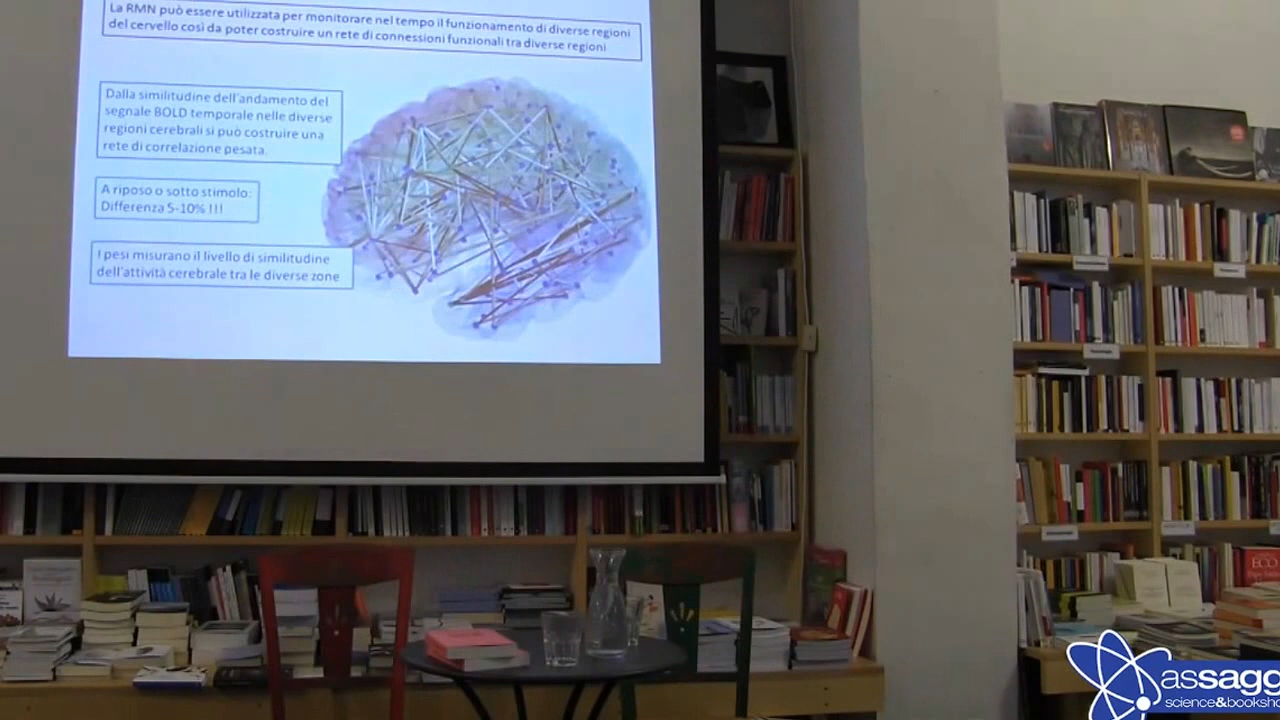 La RMN può essere utilizzata per monitorare nel tempo il funzionamento di diverse regioni
del cervello così da poter costruire un rete di connessioni funzionali tra diverse regioni
Dalla similitudine dell'andamento del
segnale BOLD temporale nelle diverse
regioni cerebrali si può costruire una
rete di correlazione pesata.
A riposo o sotto stimolo:
Differenza 5-10% !!!
I pesi misurano il livello di similitudine
dell'attività cerebrale tra le diverse zone
ECO
assagg
science&booksho